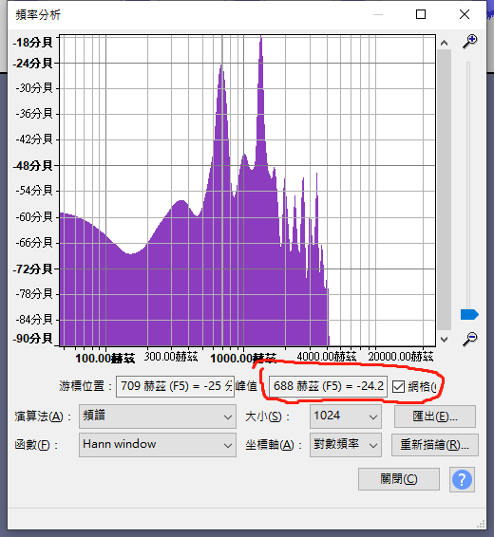 頻率分析
-18分貝
-24分貝
-30分貝
-36分貝
-42分貝
-48分貝
-54分貝
-60分貝
-66分貝
-72分貝
-78分貝
-84分貝
-90分貝
100.00赫茲 300.00赫茲 1000.00赫茲 4000.00赫茲 20000.00赫茲
游標位置： 709 赫茲 (F5) = -25 峰值 688 赫茲 (F5) = -24.2 網格(
演算法(A)： 頻譜 大小(S)： 1024 匯出(E)...
函數(F)： Hann window 坐標軸(A)： 對數頻率 重新描繪(R)...
關閉(C) ?